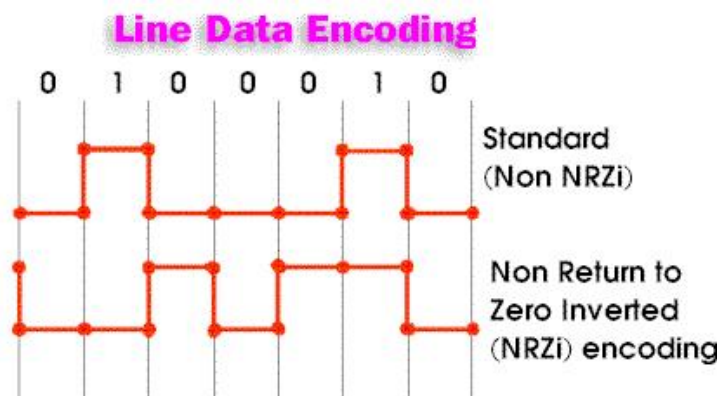 Line Data Encoding
0 1 0 0 0 1 0
Standard
(Non NRZi)
Non Return to
Zero Inverted
(NRZi) encoding